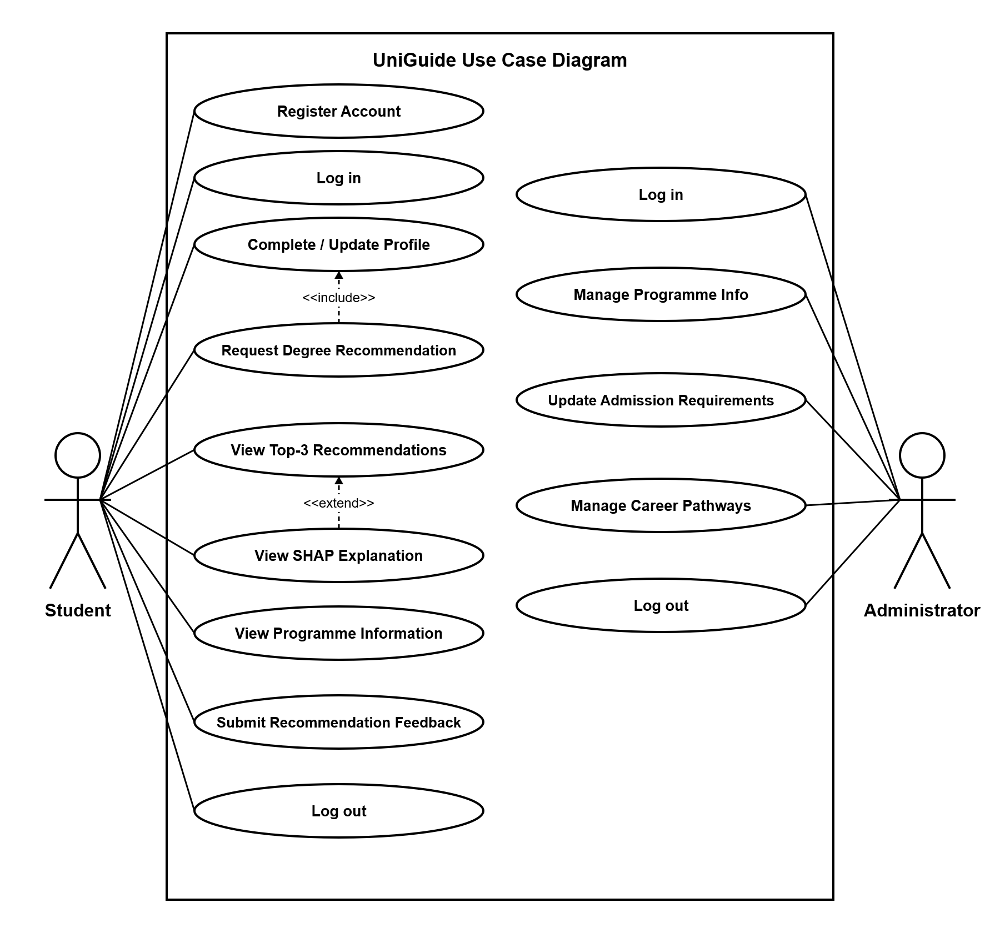 UniGuide Use Case Diagram
Register Account
Log in
Complete / Update Profile
<<include>>
Request Degree Recommendation
View Top-3 Recommendations
<<extend>>
View SHAP Explanation
View Programme Information
Submit Recommendation Feedback
Log out
Log in
Manage Programme Info
Update Admission Requirements
Manage Career Pathways
Log out
Student
Administrator